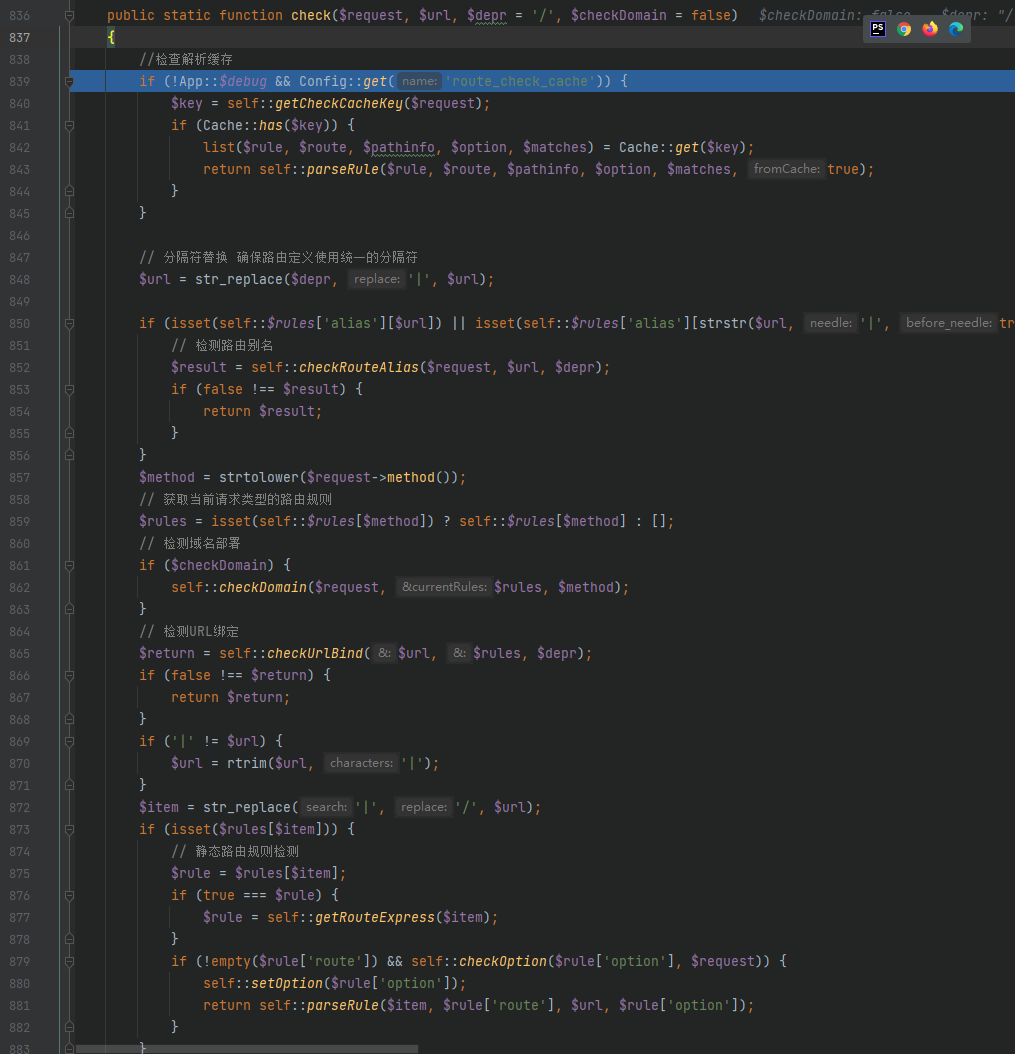 836 public static function check($request, $url, $depr = '/', $checkDomain = false) $checkDomain: false $depr: "/
PS
837 {
838 //检查解析缓存
839 if (!App::$debug && Config::get( name: 'route_check_cache')) {
840 $key = self::getCheckCacheKey($request);
841 if (Cache::has($key)) {
842 list($rule, $route, $pathinfo, $option, $matches) = Cache::get($key);
843 return self::parseRule($rule, $route, $pathinfo, $option, $matches, fromCache: true);
844 }
845 }
846
847 // 分隔符替换 确保路由定义使用统一的分隔符
848 $url = str_replace($depr, replace: '|', $url);
849
850 if (isset(self::$rules['alias'][$url]) || isset(self::$rules['alias'][strstr($url, needle: '|', before_needle: tr
851 // 检测路由别名
852 $result = self::checkRouteAlias($request, $url, $depr);
853 if (false !== $result) {
854 return $result;
855 }
856 }
857 $method = strtolower($request->method());
858 // 获取当前请求类型的路由规则
859 $rules = isset(self::$rules[$method]) ? self::$rules[$method] : [];
860 // 检测域名部署
861 if ($checkDomain) {
862 self::checkDomain($request, &currentRules: $rules, $method);
863 }
864 // 检测URL绑定
865 $return = self::checkUrlBind( &: $url, &: $rules, $depr);
866 if (false !== $return) {
867 return $return;
868 }
869 if ('|' != $url) {
870 $url = rtrim($url, characters: '|');
871 }
872 $item = str_replace( search: '|', replace: '/', $url);
873 if (isset($rules[$item])) {
874 // 静态路由规则检测
875 $rule = $rules[$item];
876 if (true === $rule) {
877 $rule = self::getRouteExpress($item);
878 }
879 if (!empty($rule['route']) && self::checkOption($rule['option'], $request)) {
880 self::setOption($rule['option']);
881 return self::parseRule($item, $rule['route'], $url, $rule['option']);
882 }
883 }